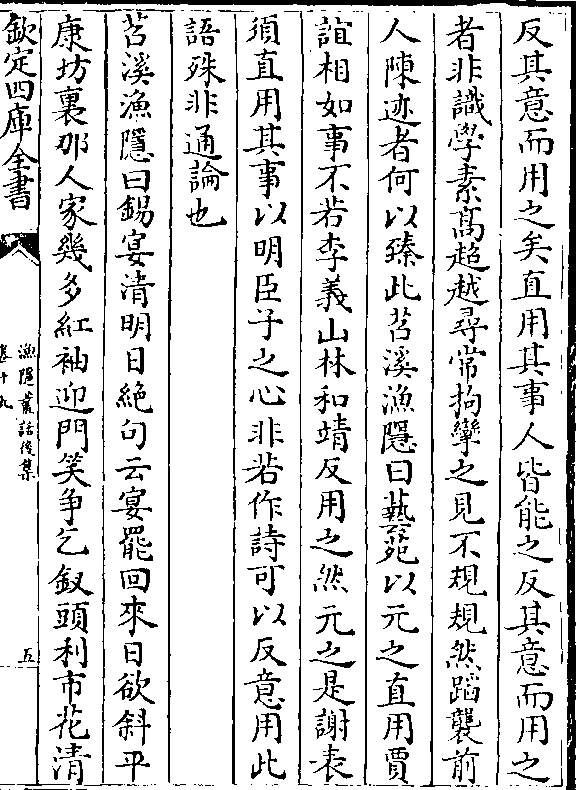 反其意而用之矣直用其事人皆能之反其意而用之
者非識學素髙超越尋常拘攣之見不規規然蹈襲前
人陳迹者何以臻此苕溪漁隱曰藝苑以元之直用賈
誼相如事不若李義山林和靖反用之然元之是謝表
須直用其事以明臣子之心非若作詩可以反意用此
語殊非通論也
苕溪漁隱曰錫宴清明日絶句云宴罷回來日欲斜平
康坊裏那人家幾多紅袖迎門笑争乞釵頭利市花清
欽定四庫全書
漁隱叢話後集
卷十九
五